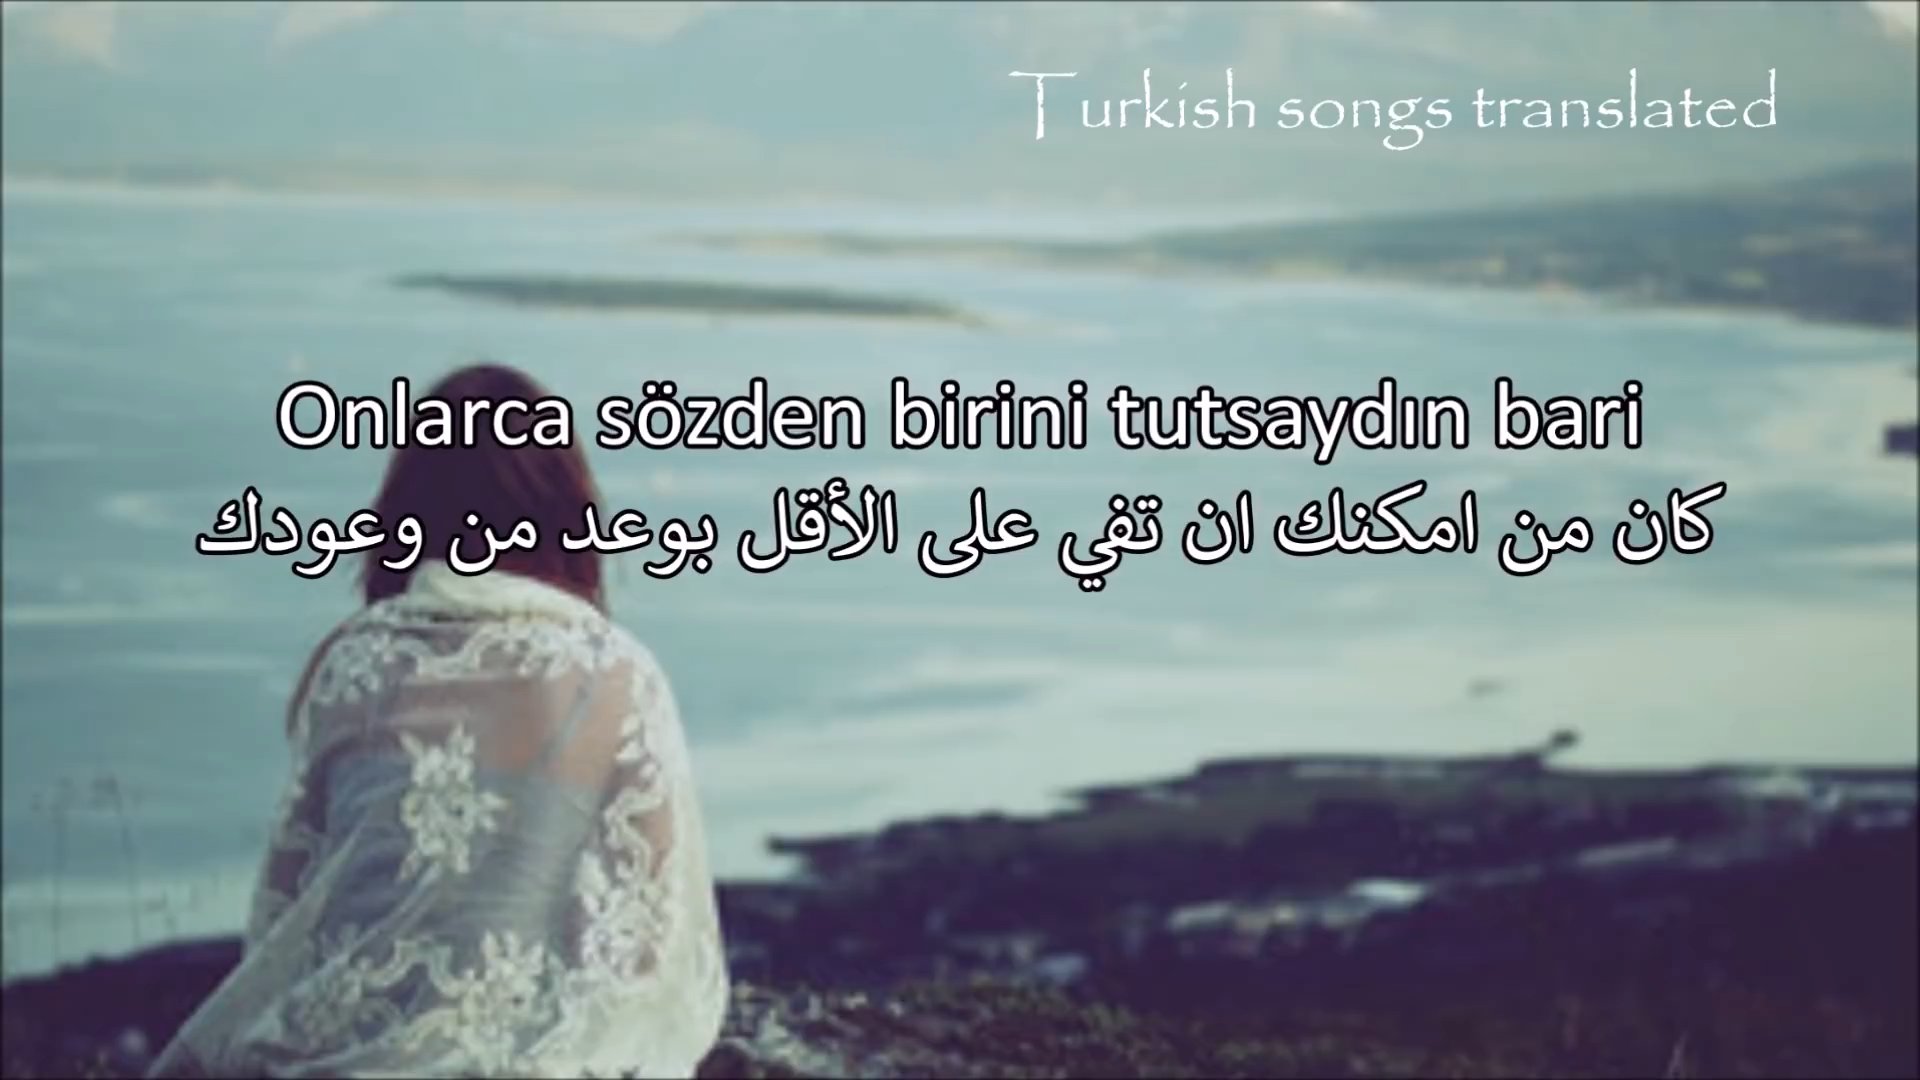 Turkish songs translated
Onlarca sözden birini tutsaydın bari
كان من امكنك ان تفي على الأقل بوعد من وعودك